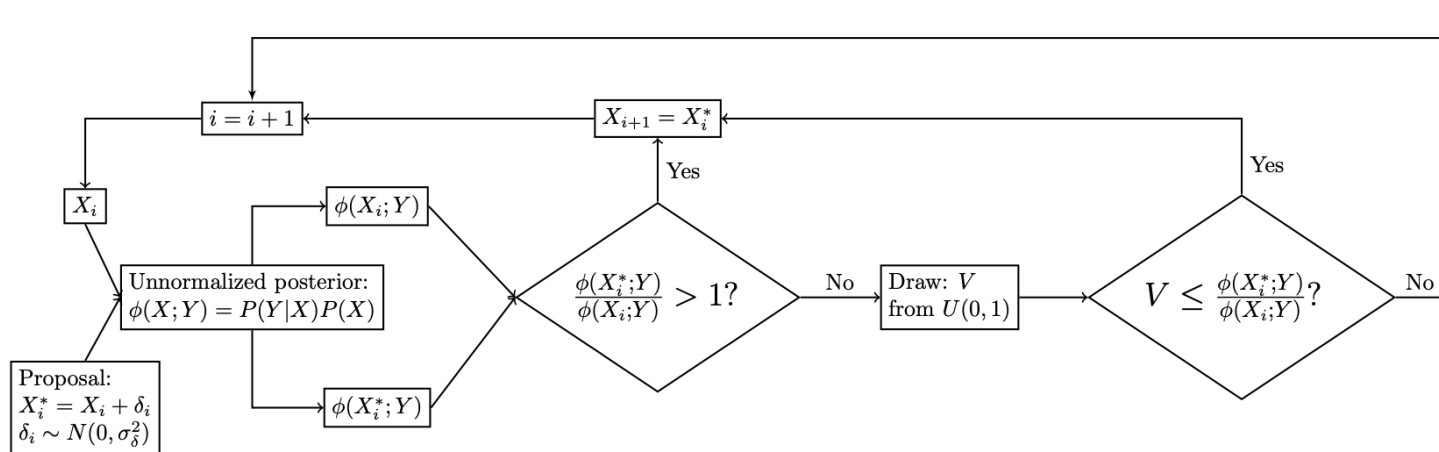 i = i + 1
X_{i+1} = X_i^*
Yes
Yes
X_i
ϕ(X_i; Y)
Unnormalized posterior:
ϕ(X; Y) = P(Y|X)P(X)
ϕ(X_i^*; Y)/ϕ(X_i; Y) > 1?
No
Draw: V
from U(0, 1)
V ≤ ϕ(X_i^*; Y)/ϕ(X_i; Y)?
No
Proposal:
X_i^* = X_i + δ_i
δ_i ∼ N(0, σ_δ^2)
ϕ(X_i^*; Y)